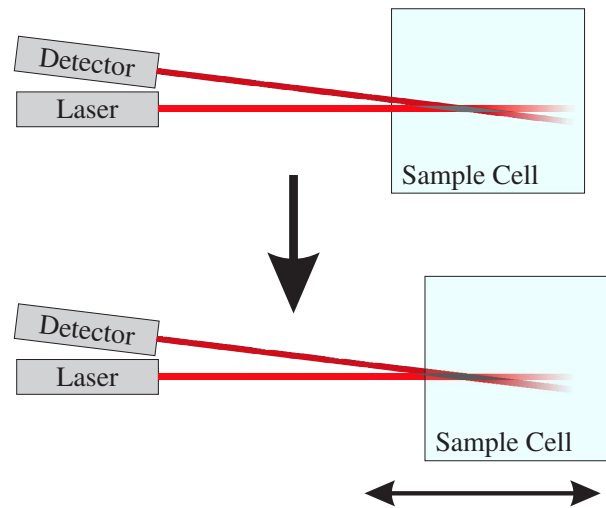 Detector
Laser
Sample Cell
Detector
Laser
Sample Cell